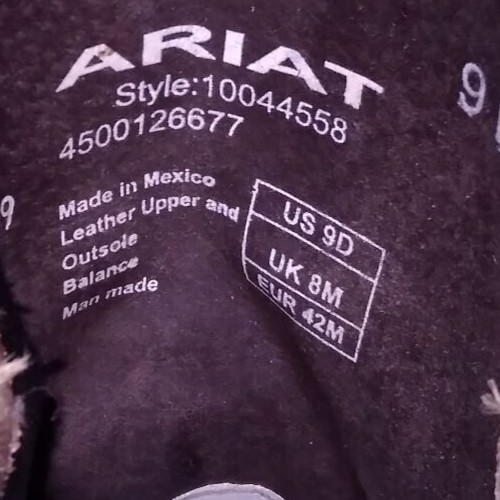 ARIAT
Style:10044558
4500126677
9
9
Made in Mexico
Leather Upper and
Outsole
Balance
Man made
US 9D
UK 8M
EUR 42M